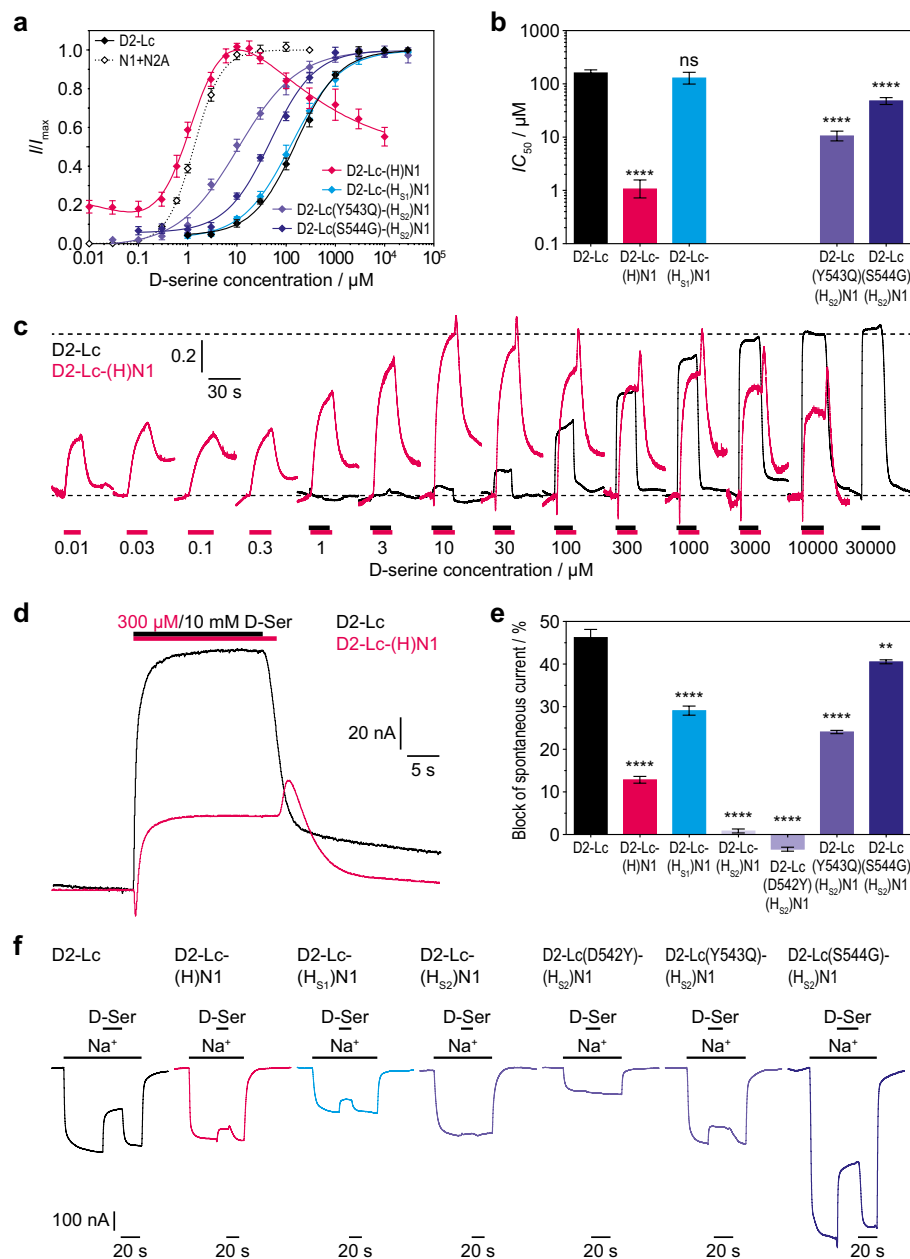 a
D2-Lc
N1+N2A
I/Imax
1.0
0.8
0.6
0.4
0.2
0.0
D2-Lc-(H)N1
D2-Lc-(HS1)N1
D2-Lc(Y543Q)-(HS2)N1
D2-Lc(S544G)-(HS2)N1
0.01 0.1 1 10 100 1000 10⁴ 10⁵
D-serine concentration / µM
b
IC50 / µM
1000
100
10
1
0.1
****
ns
****
****
D2-Lc
D2-Lc-(H)N1
D2-Lc-(HS1)N1
D2-Lc (Y543Q) (HS2)N1
D2-Lc (S544G) (HS2)N1
c
D2-Lc
D2-Lc-(H)N1
0.2
30 s
0.01 0.03 0.1 0.3 1 3 10 30 100 300 1000 3000 10000 30000
D-serine concentration / µM
d
300 µM/10 mM D-Ser
D2-Lc
D2-Lc-(H)N1
20 nA
5 s
e
Block of spontaneous current / %
50
40
30
20
10
0
****
****
****
****
****
**
D2-Lc
D2-Lc-(H)N1
D2-Lc-(HS1)N1
D2-Lc-(HS2)N1
D2-Lc (D542Y) (HS2)N1
D2-Lc (Y543Q) (HS2)N1
D2-Lc (S544G) (HS2)N1
f
D2-Lc
D2-Lc-(H)N1
D2-Lc-(HS1)N1
D2-Lc-(HS2)N1
D2-Lc(D542Y)-(HS2)N1
D2-Lc(Y543Q)-(HS2)N1
D2-Lc(S544G)-(HS2)N1
D-Ser D-Ser D-Ser D-Ser D-Ser D-Ser D-Ser
Na⁺ Na⁺ Na⁺ Na⁺ Na⁺ Na⁺ Na⁺
100 nA
20 s 20 s 20 s 20 s 20 s 20 s 20 s